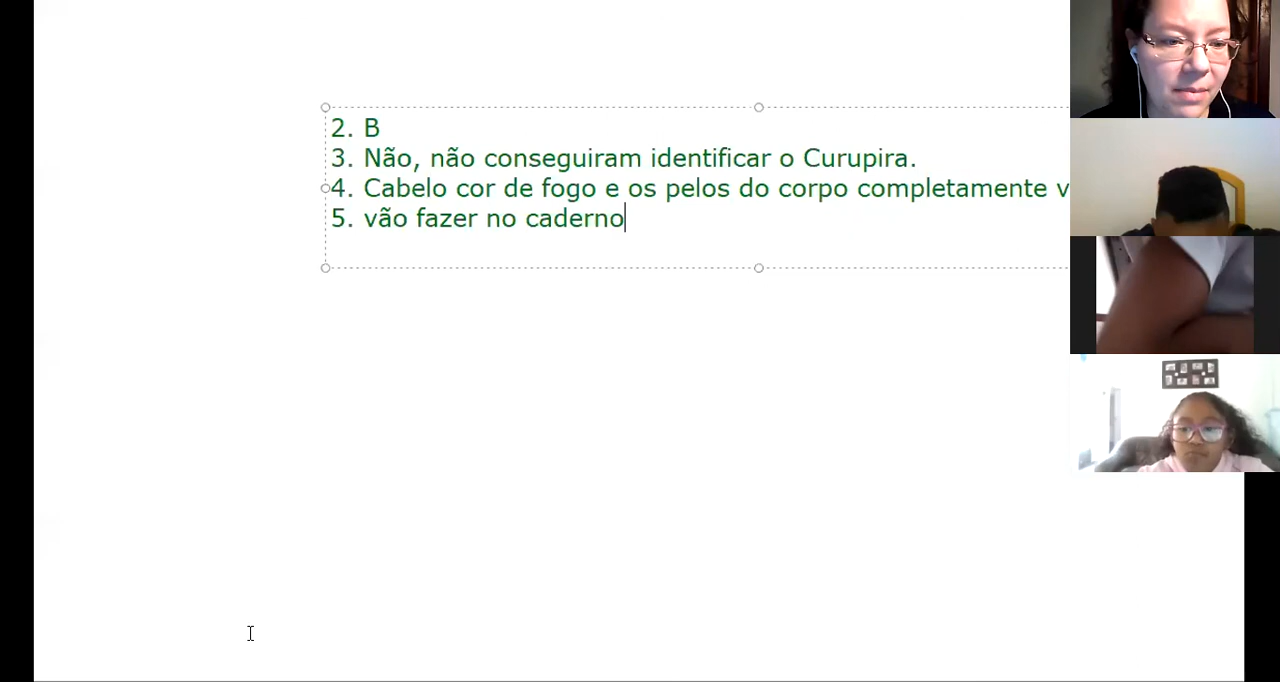 2. B
3. Não, não conseguiram identificar o Curupira.
4. Cabelo cor de fogo e os pelos do corpo completamente
5. vão fazer no caderno